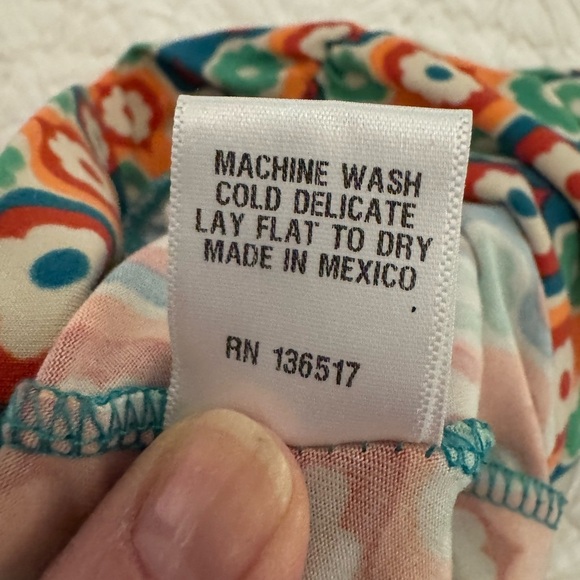 MACHINE WASH
COLD DELICATE
LAY FLAT TO DRY
MADE IN MEXICO
RN 136517